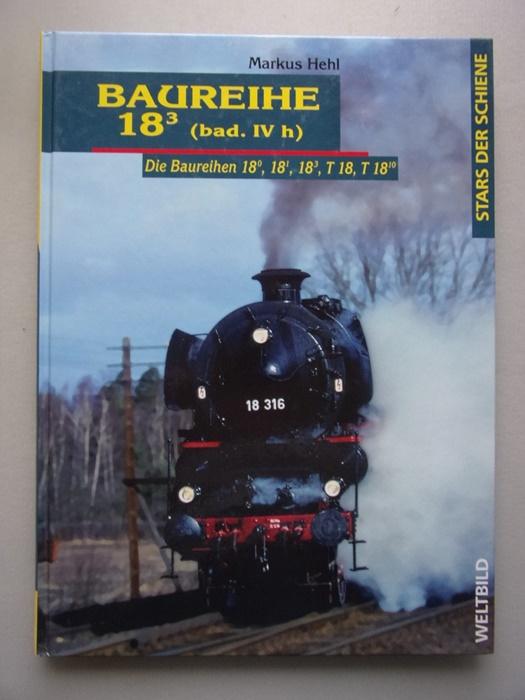 Markus Hehl
BAUREIHE
18³ (bad. IV h)
Die Baureihen 18⁰, 18¹, 18³, T 18, T 18¹⁰
STARS DER SCHIENE
18 316
WELTBILD